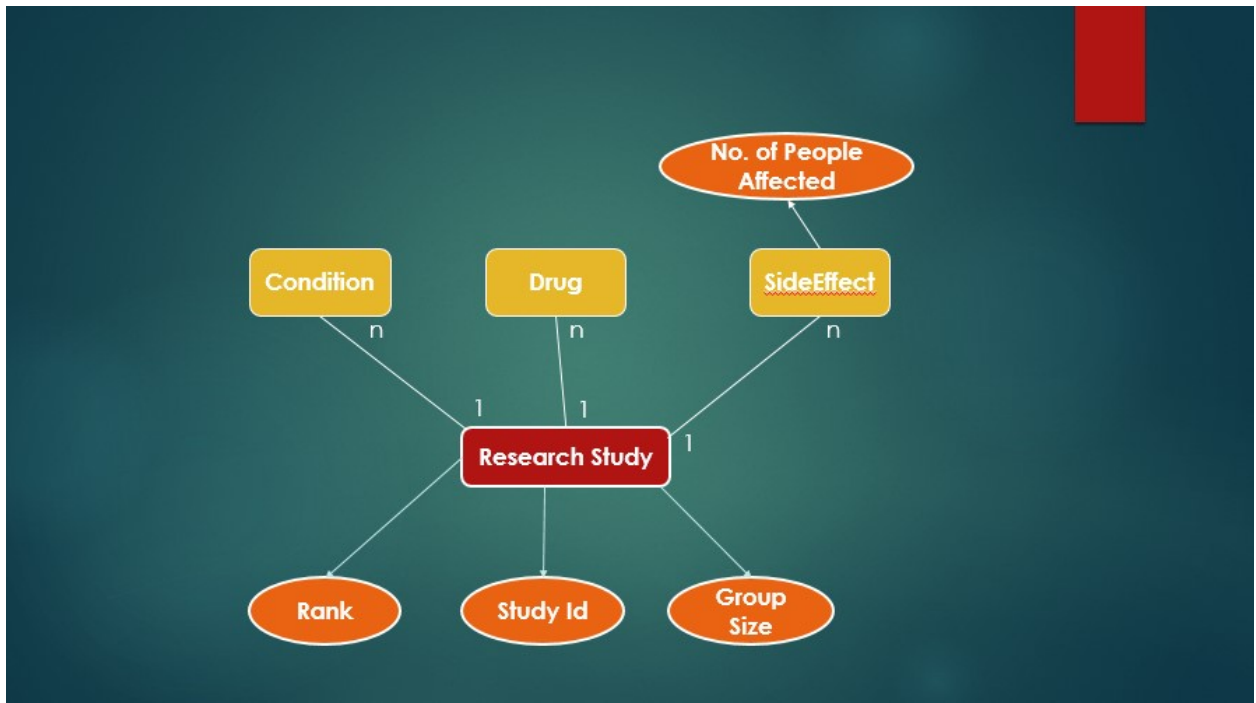 No. of People
Affected
Condition
Drug
SideEffect
n
n
n
1
1
1
Research Study
Rank
Study Id
Group
Size